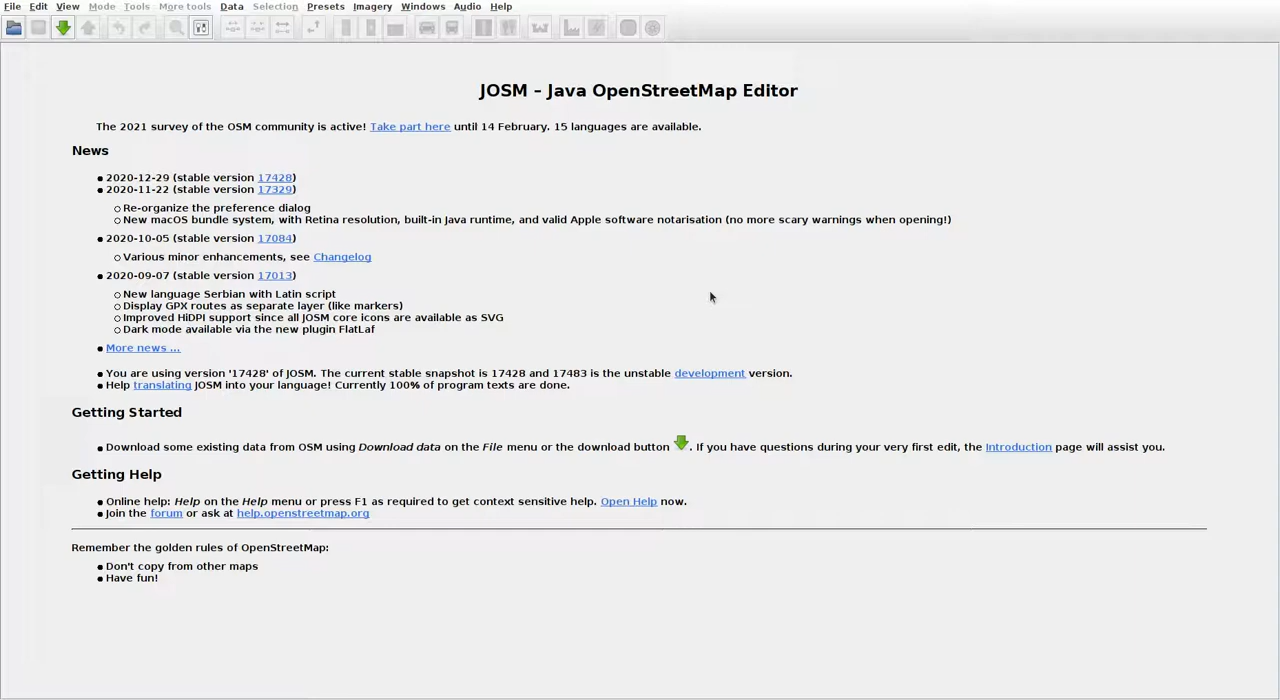 File Edit View Mode Tools More tools Data Selection Presets Imagery Windows Audio Help
JOSM – Java OpenStreetMap Editor
The 2021 survey of the OSM community is active! Take part here until 14 February. 15 languages are available.
News
2020-12-29 (stable version 17428)
2020-11-22 (stable version 17329)
Re-organize the preference dialog
New macOS bundle system, with Retina resolution, built-in Java runtime, and valid Apple software notarisation (no more scary warnings when opening!)
2020-10-05 (stable version 17084)
Various minor enhancements, see Changelog
2020-09-07 (stable version 17013)
New language Serbian with Latin script
Display GPX routes as separate layer (like markers)
Improved HiDPI support since all JOSM core icons are available as SVG
Dark mode available via the new plugin FlatLaf
More news ...
You are using version '17428' of JOSM. The current stable snapshot is 17428 and 17483 is the unstable development version.
Help translating JOSM into your language! Currently 100% of program texts are done.
Getting Started
Download some existing data from OSM using Download data on the File menu or the download button . If you have questions during your very first edit, the Introduction page will assist you.
Getting Help
Online help: Help on the Help menu or press F1 as required to get context sensitive help. Open Help now.
Join the forum or ask at help.openstreetmap.org
Remember the golden rules of OpenStreetMap:
Don't copy from other maps
Have fun!